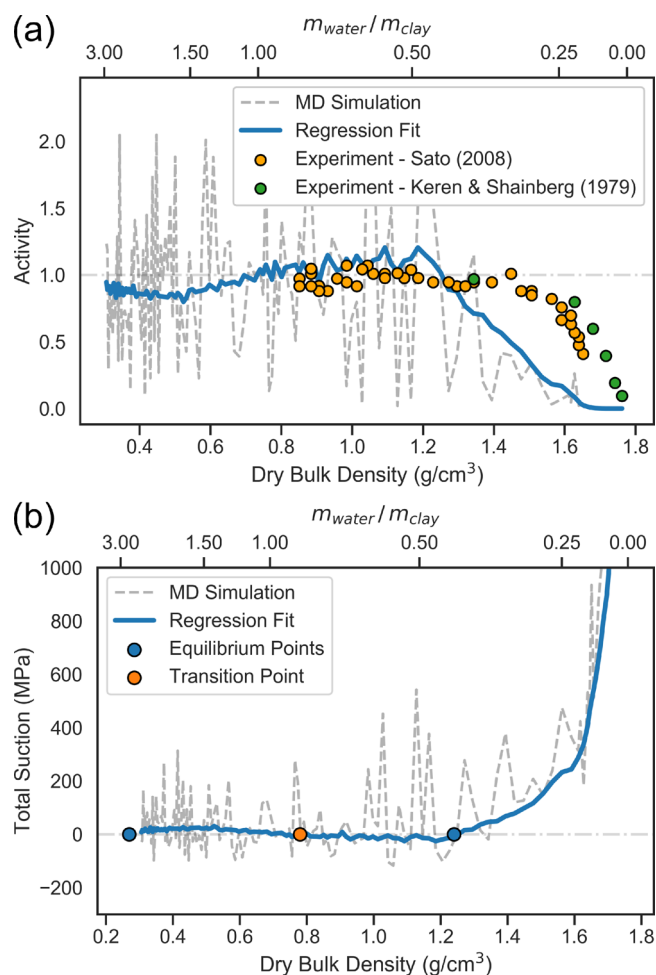 (a)
m_water/m_clay
3.00 1.50 1.00 0.50 0.25 0.00
MD Simulation
Regression Fit
Experiment - Sato (2008)
Experiment - Keren & Shainberg (1979)
Activity
2.0
1.5
1.0
0.5
0.0
0.4 0.6 0.8 1.0 1.2 1.4 1.6 1.8
Dry Bulk Density (g/cm³)
(b)
m_water/m_clay
3.00 1.50 1.00 0.50 0.25 0.00
MD Simulation
Regression Fit
Equilibrium Points
Transition Point
Total Suction (MPa)
1000
800
600
400
200
0
−200
0.2 0.4 0.6 0.8 1.0 1.2 1.4 1.6 1.8
Dry Bulk Density (g/cm³)